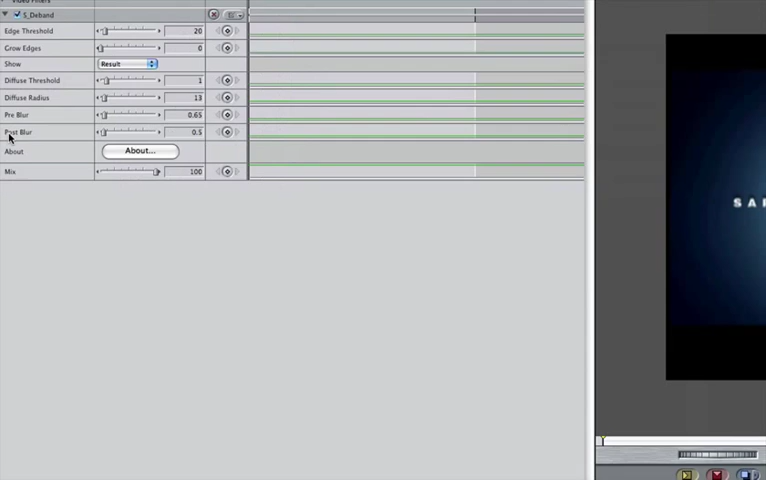 Video Filters
S_Deband
Edge Threshold 20
Grow Edges 0
Show Result
Diffuse Threshold 1
Diffuse Radius 13
Pre Blur 0.65
Post Blur 0.5
About About...
Mix 100